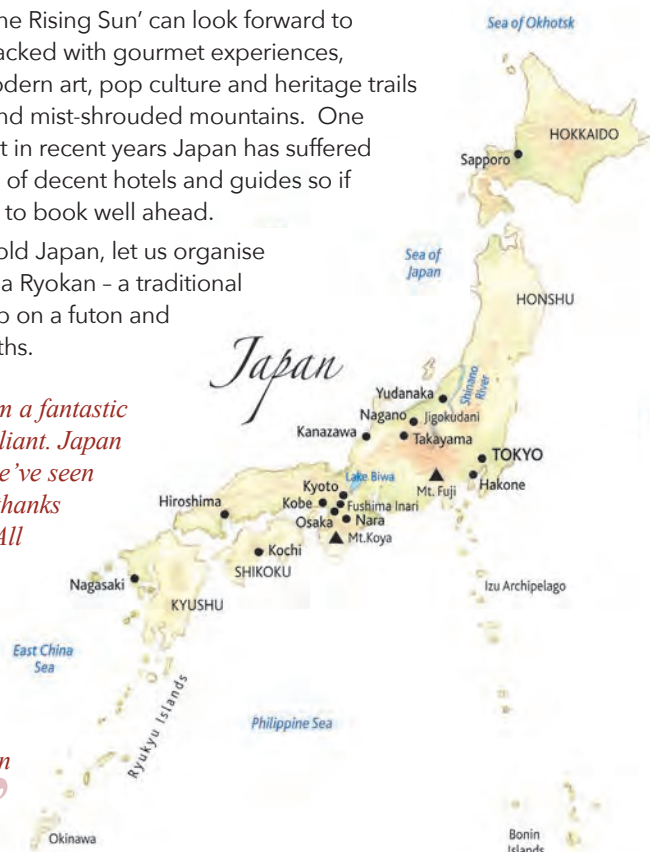 he Rising Sun’ can look forward to
acked with gourmet experiences,
odern art, pop culture and heritage trails
nd mist-shrouded mountains. One
t in recent years Japan has suffered
of decent hotels and guides so if
to book well ahead.
old Japan, let us organise
a Ryokan – a traditional
p on a futon and
ths.
m a fantastic
liant. Japan
e’ve seen
thanks
All
n
’
Japan
Sea of Okhotsk
HOKKAIDO
Sapporo
Sea of
Japan
HONSHU
Yudanaka
Shinano
River
Nagano
Jigokudani
Kanazawa
Takayama
TOKYO
Mt. Fuji
Hakone
Lake Biwa
Kyoto
Kobe
Fushima Inari
Hiroshima
Osaka
Nara
Mt.Koya
Kochi
SHIKOKU
Nagasaki
KYUSHU
Izu Archipelago
East China
Sea
Ryukyu Islands
Philippine Sea
Okinawa
Bonin
Islands